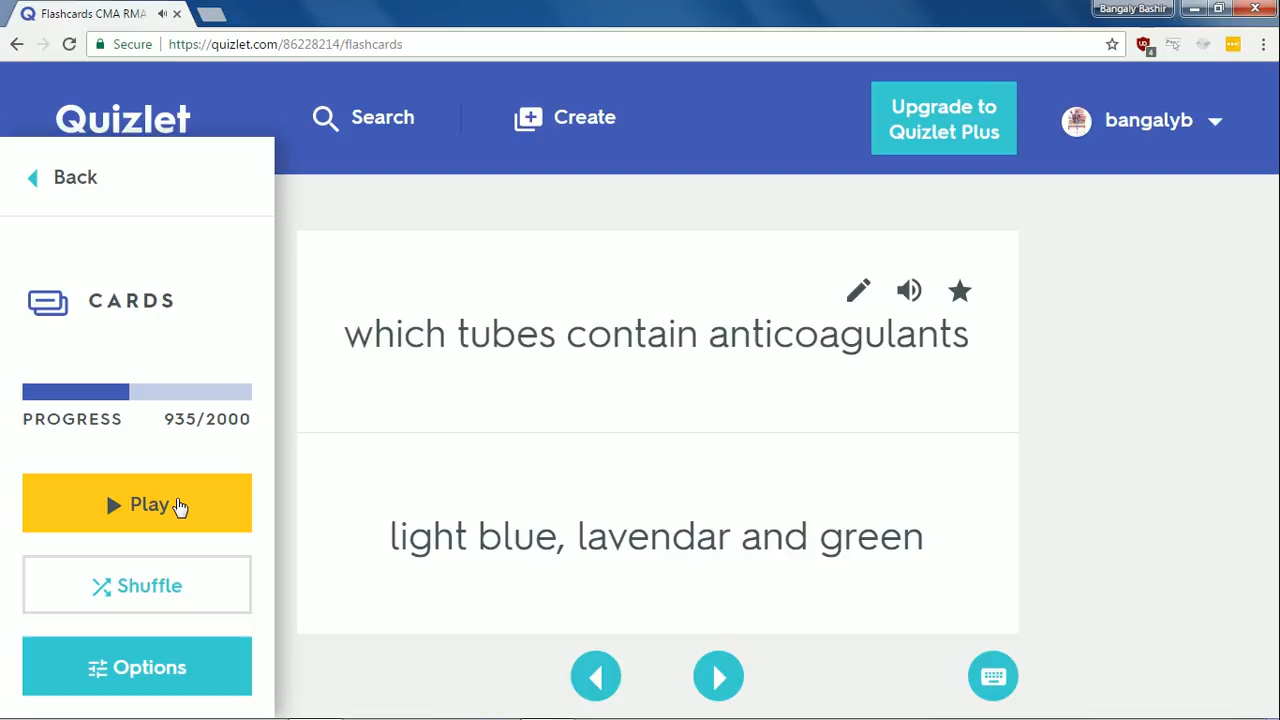 Flashcards CMA RMA
Bangaly Bashir
Secure
https://quizlet.com/86228214/flashcards
4
Quizlet
Search
Create
Upgrade to
Quizlet Plus
bangalyb
Back
CARDS
PROGRESS 935/2000
Play
Shuffle
Options
which tubes contain anticoagulants
light blue, lavendar and green